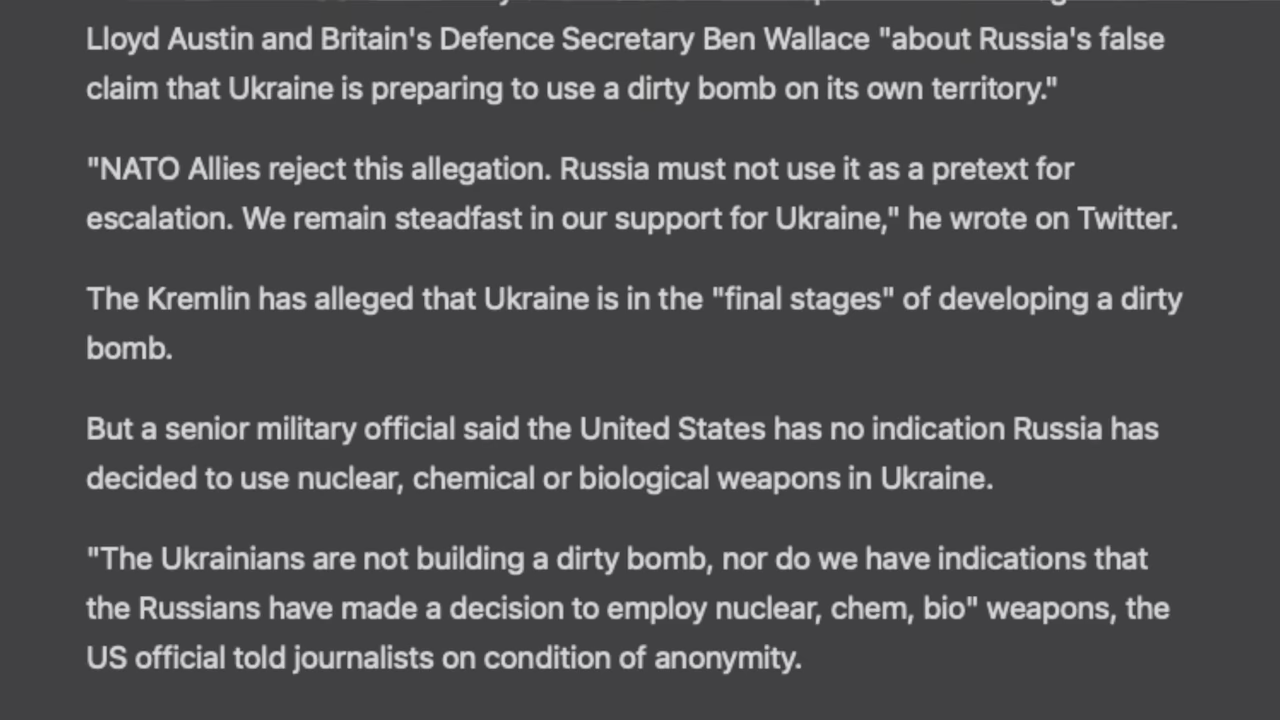 Lloyd Austin and Britain's Defence Secretary Ben Wallace "about Russia's false
claim that Ukraine is preparing to use a dirty bomb on its own territory."
"NATO Allies reject this allegation. Russia must not use it as a pretext for
escalation. We remain steadfast in our support for Ukraine," he wrote on Twitter.
The Kremlin has alleged that Ukraine is in the "final stages" of developing a dirty
bomb.
But a senior military official said the United States has no indication Russia has
decided to use nuclear, chemical or biological weapons in Ukraine.
"The Ukrainians are not building a dirty bomb, nor do we have indications that
the Russians have made a decision to employ nuclear, chem, bio" weapons, the
US official told journalists on condition of anonymity.